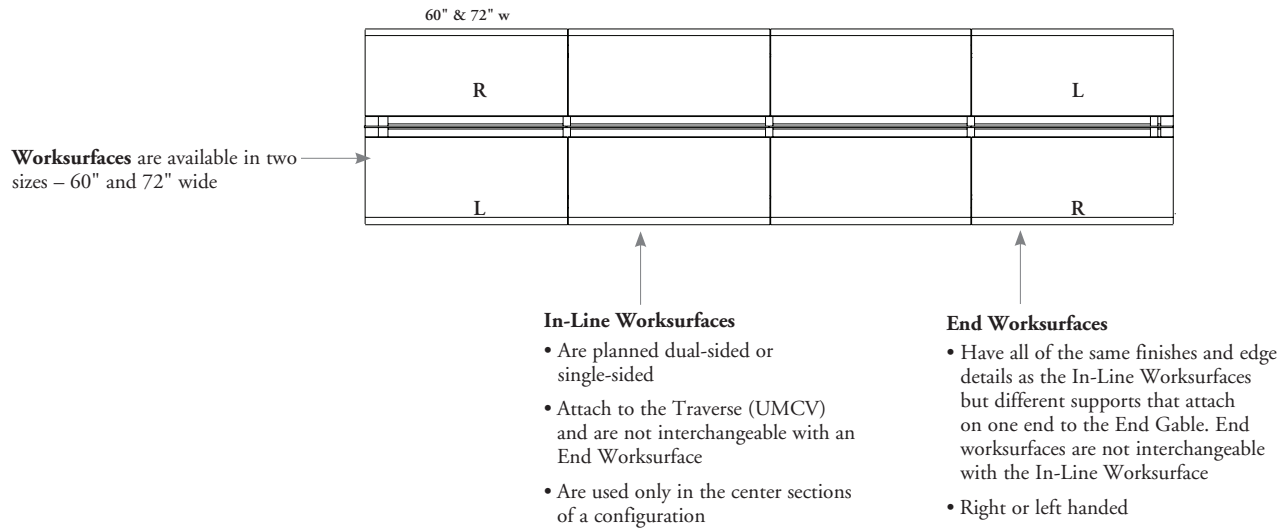 60" & 72" w
R
L
Worksurfaces are available in two
sizes – 60" and 72" wide
L
R
In-Line Worksurfaces
• Are planned dual-sided or
single-sided
• Attach to the Traverse (UMCV)
and are not interchangeable with an
End Worksurface
• Are used only in the center sections
of a configuration
End Worksurfaces
• Have all of the same finishes and edge
details as the In-Line Worksurfaces
but different supports that attach
on one end to the End Gable. End
worksurfaces are not interchangeable
with the In-Line Worksurface
• Right or left handed